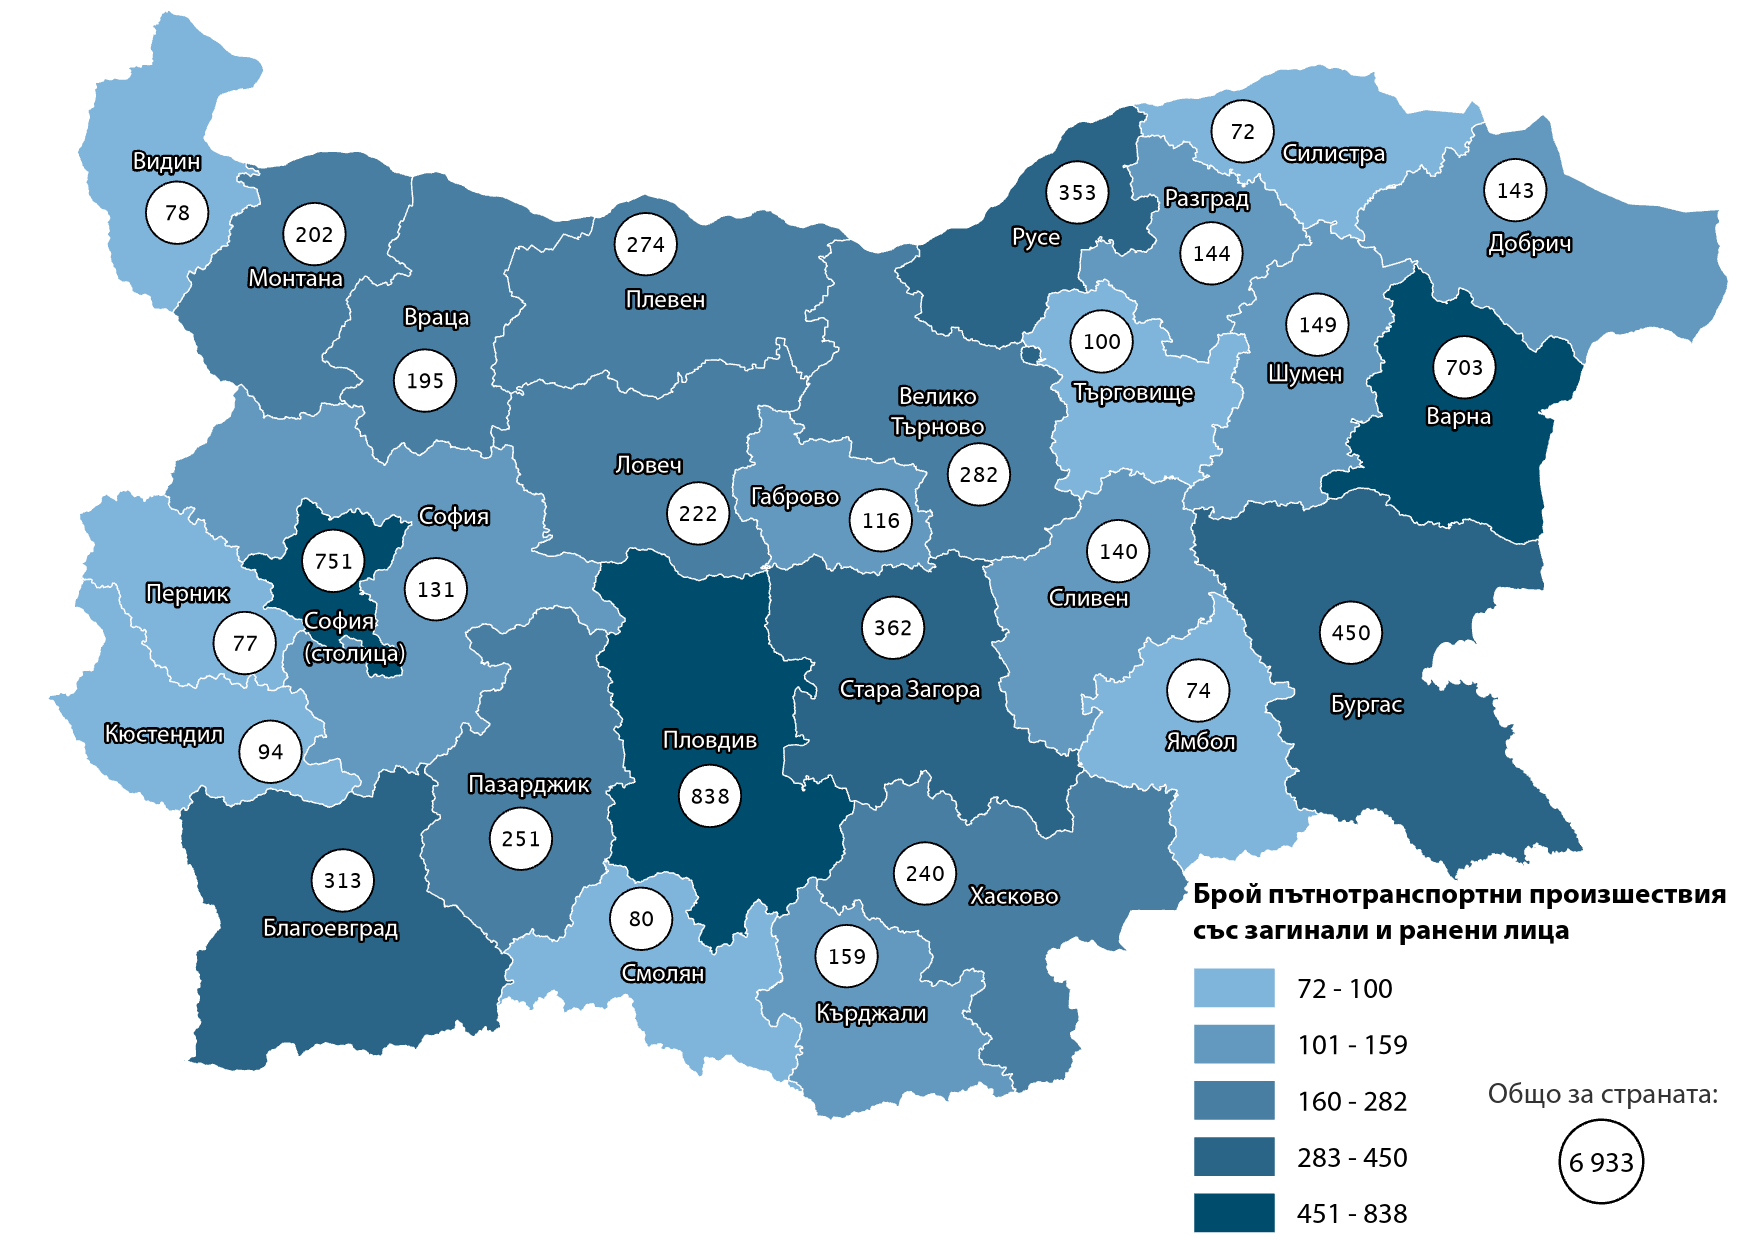 72
Силистра
Видин
78
353
Русе
Разград
144
143
Добрич
202
Монтана
274
Плевен
Враца
195
100
Търговище
149
Шумен
703
Варна
Велико
Търново
282
Ловеч
222
Габрово
116
София
131
751
София
(столица)
140
Сливен
Перник
77
362
Стара Загора
450
Бургас
74
Ямбол
Кюстендил
94
Пловдив
838
Пазарджик
251
313
Благоевград
240
Хасково
80
Смолян
159
Кърджали
Брой пътнотранспортни произшествия
със загинали и ранени лица
72 - 100
101 - 159
160 - 282
283 - 450
451 - 838
Общо за страната:
6 933